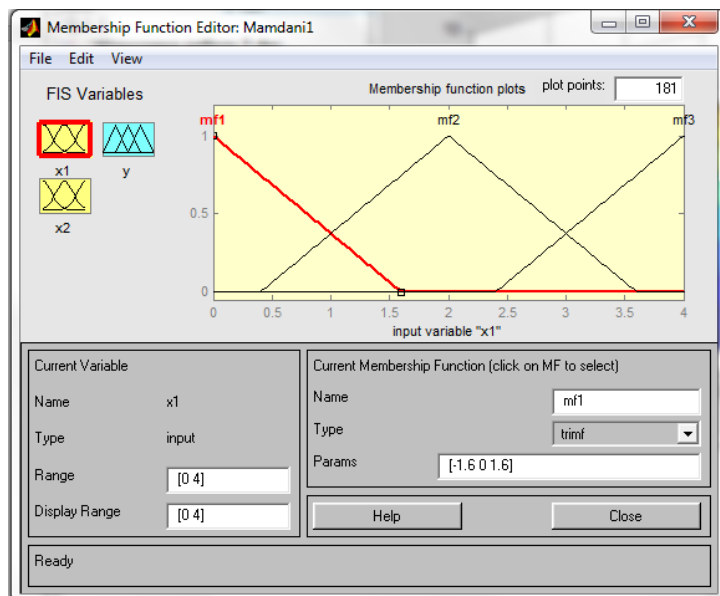 Membership Function Editor: Mamdani1
File Edit View
FIS Variables
x1
y
x2
Membership function plots
plot points: 181
mf1 mf2 mf3
1
0.5
0
0 0.5 1 1.5 2 2.5 3 3.5 4
input variable "x1"
Current Variable
Name x1
Type input
Range [0 4]
Display Range [0 4]
Current Membership Function (click on MF to select)
Name mf1
Type trimf
Params [-1.6 0 1.6]
Help Close
Ready